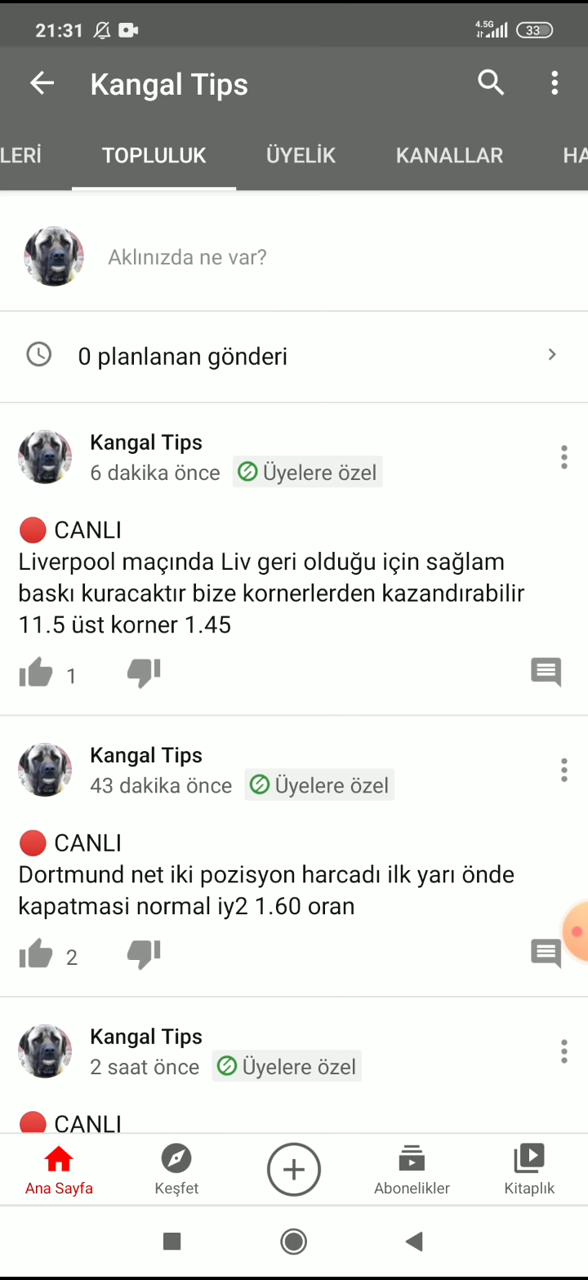 21:31
4.5G
33
Kangal Tips
LERİ TOPLULUK ÜYELİK KANALLAR HA
Aklınızda ne var?
0 planlanan gönderi
Kangal Tips
6 dakika önce Üyelere özel
CANLI
Liverpool maçında Liv geri olduğu için sağlam
baskı kuracaktır bize kornerlerden kazandırabilir
11.5 üst korner 1.45
1
Kangal Tips
43 dakika önce Üyelere özel
CANLI
Dortmund net iki pozisyon harcadı ilk yarı önde
kapatmasi normal iy2 1.60 oran
2
Kangal Tips
2 saat önce Üyelere özel
CANLI
Ana Sayfa Keşfet Abonelikler Kitaplık